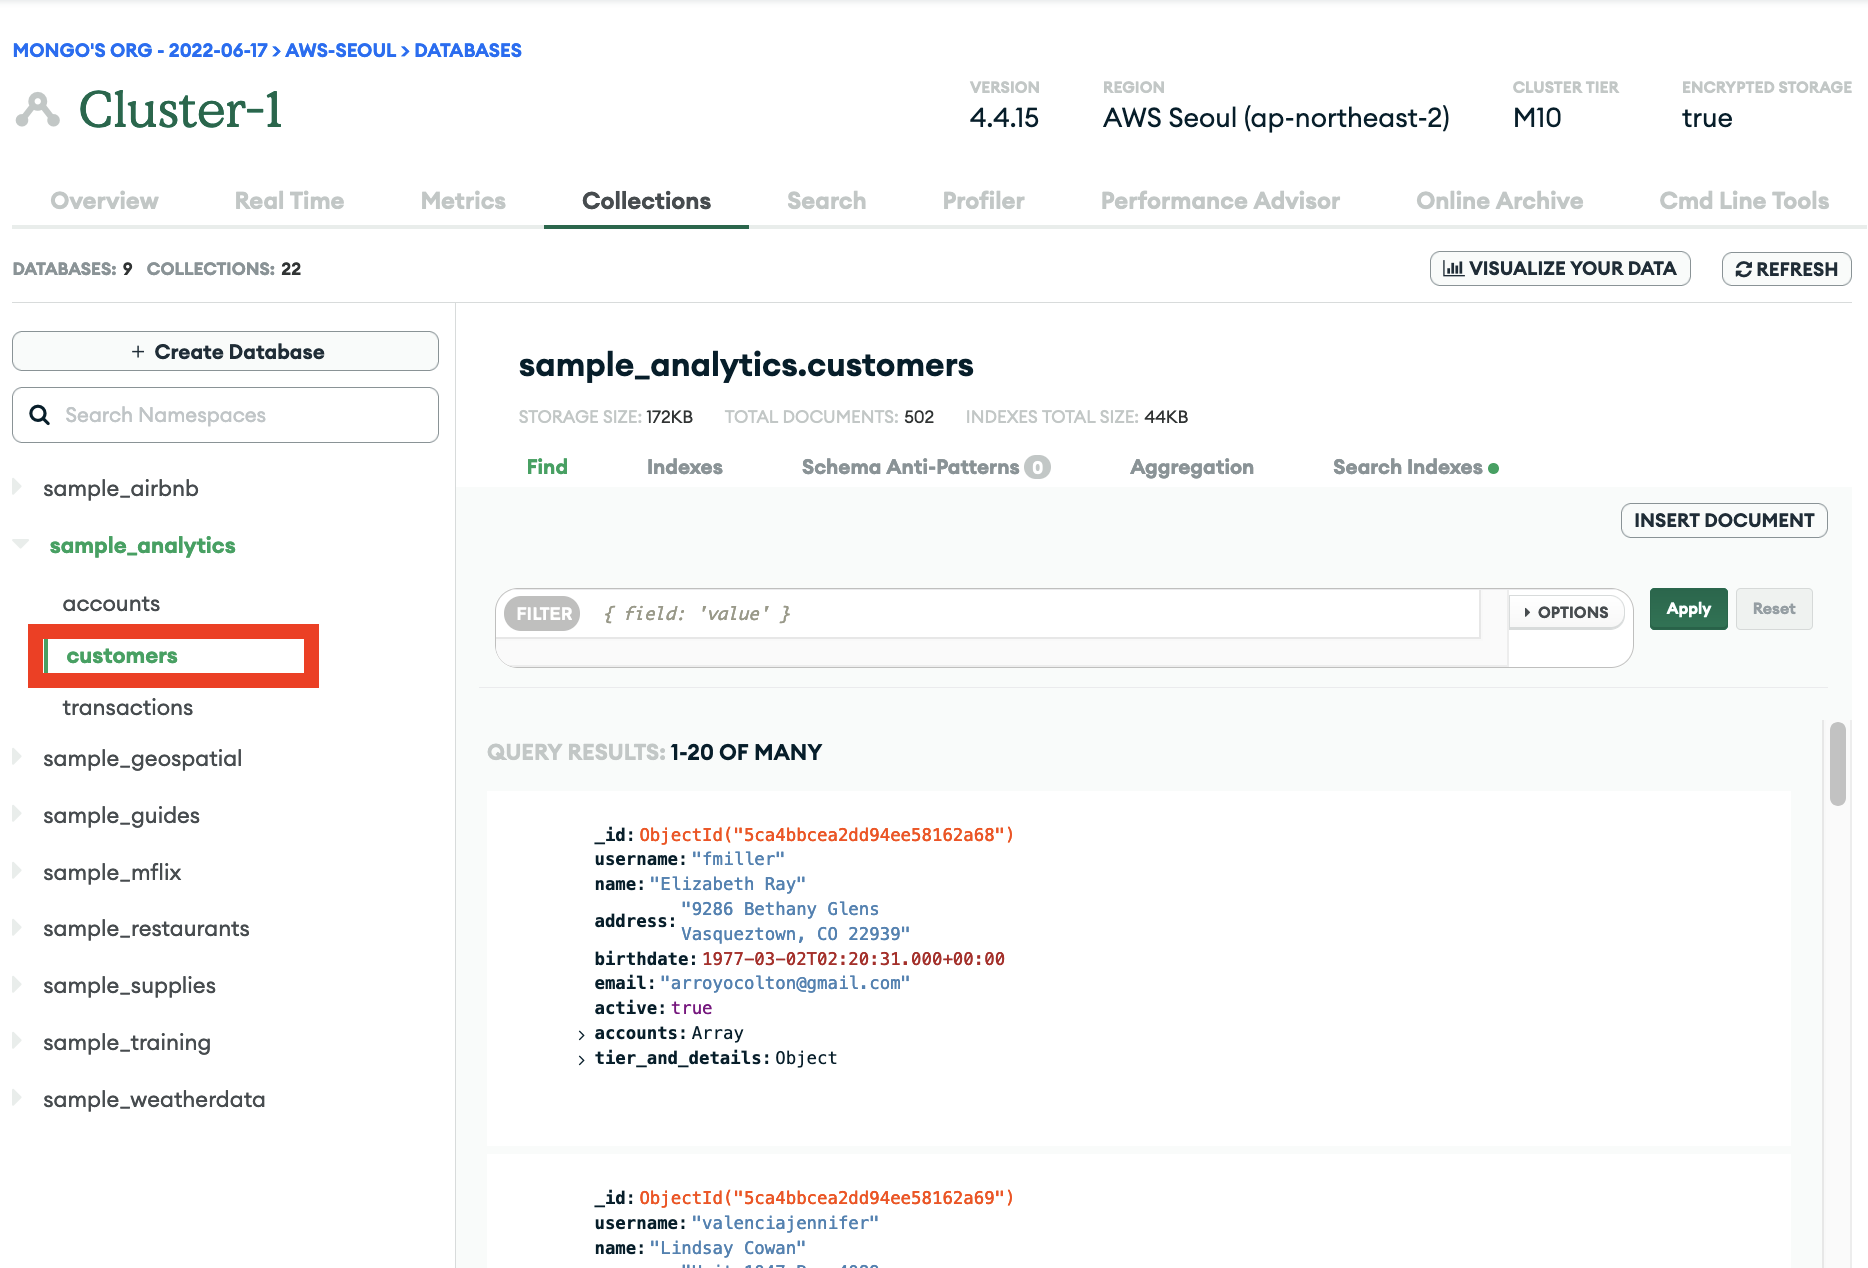 MONGO'S ORG - 2022-06-17 > AWS-SEOUL > DATABASES
Cluster-1
VERSION
4.4.15
REGION
AWS Seoul (ap-northeast-2)
CLUSTER TIER
M10
ENCRYPTED STORAGE
true
Overview
Real Time
Metrics
Collections
Search
Profiler
Performance Advisor
Online Archive
Cmd Line Tools
DATABASES: 9 COLLECTIONS: 22
VISUALIZE YOUR DATA
REFRESH
+ Create Database
Search Namespaces
sample_airbnb
sample_analytics
accounts
customers
transactions
sample_geospatial
sample_guides
sample_mflix
sample_restaurants
sample_supplies
sample_training
sample_weatherdata
sample_analytics.customers
STORAGE SIZE: 172KB TOTAL DOCUMENTS: 502 INDEXES TOTAL SIZE: 44KB
Find
Indexes
Schema Anti-Patterns 0
Aggregation
Search Indexes
INSERT DOCUMENT
FILTER { field: 'value' }
OPTIONS
Apply
Reset
QUERY RESULTS: 1-20 OF MANY
_id: ObjectId("5ca4bbcea2dd94ee58162a68")
username: "fmiller"
name: "Elizabeth Ray"
address: "9286 Bethany Glens
Vasqueztown, CO 22939"
birthdate: 1977-03-02T02:20:31.000+00:00
email: "arroyocolton@gmail.com"
active: true
> accounts: Array
> tier_and_details: Object
_id: ObjectId("5ca4bbcea2dd94ee58162a69")
username: "valenciajennifer"
name: "Lindsay Cowan"